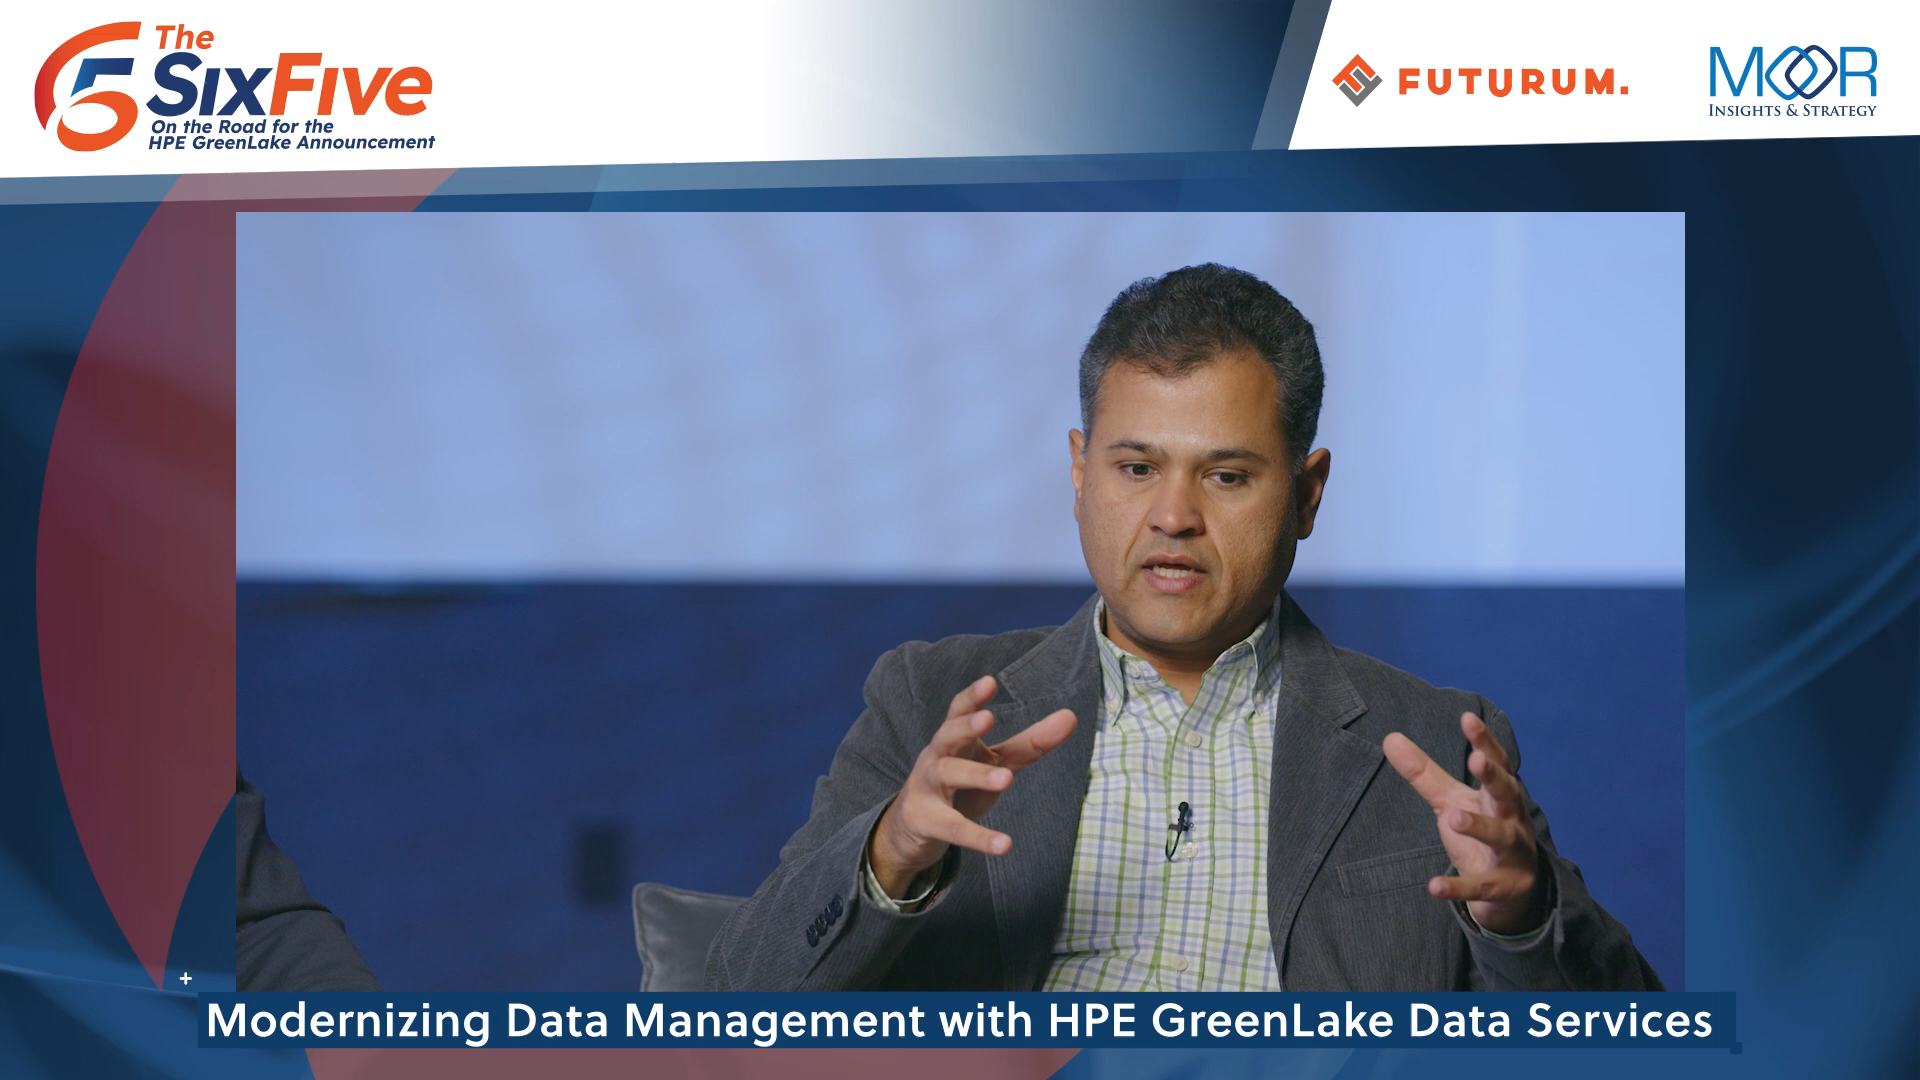 The
SixFive
On the Road for the
HPE GreenLake Announcement
FUTURUM.
MOOR
INSIGHTS & STRATEGY
Modernizing Data Management with HPE GreenLake Data Services